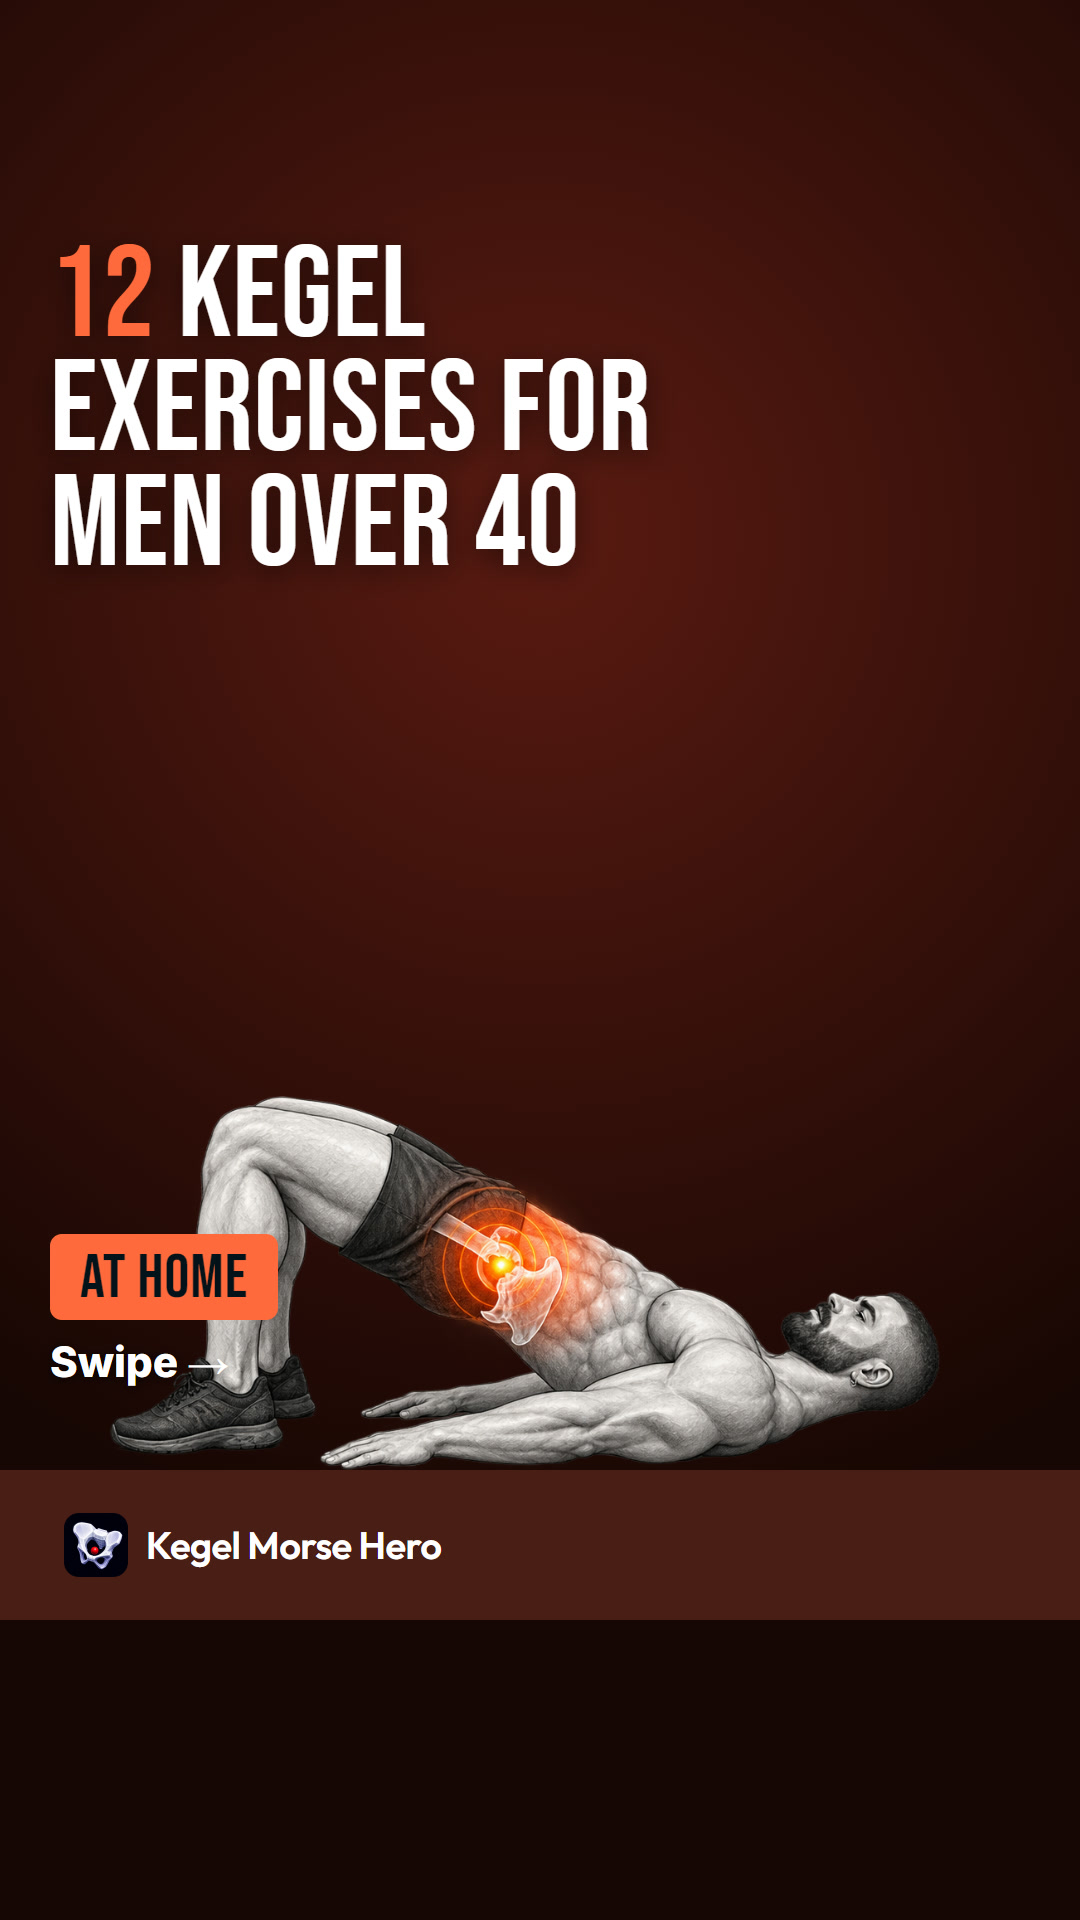 12 KEGEL
EXERCISES FOR
MEN OVER 40
AT HOME
Swipe →
Kegel Morse Hero